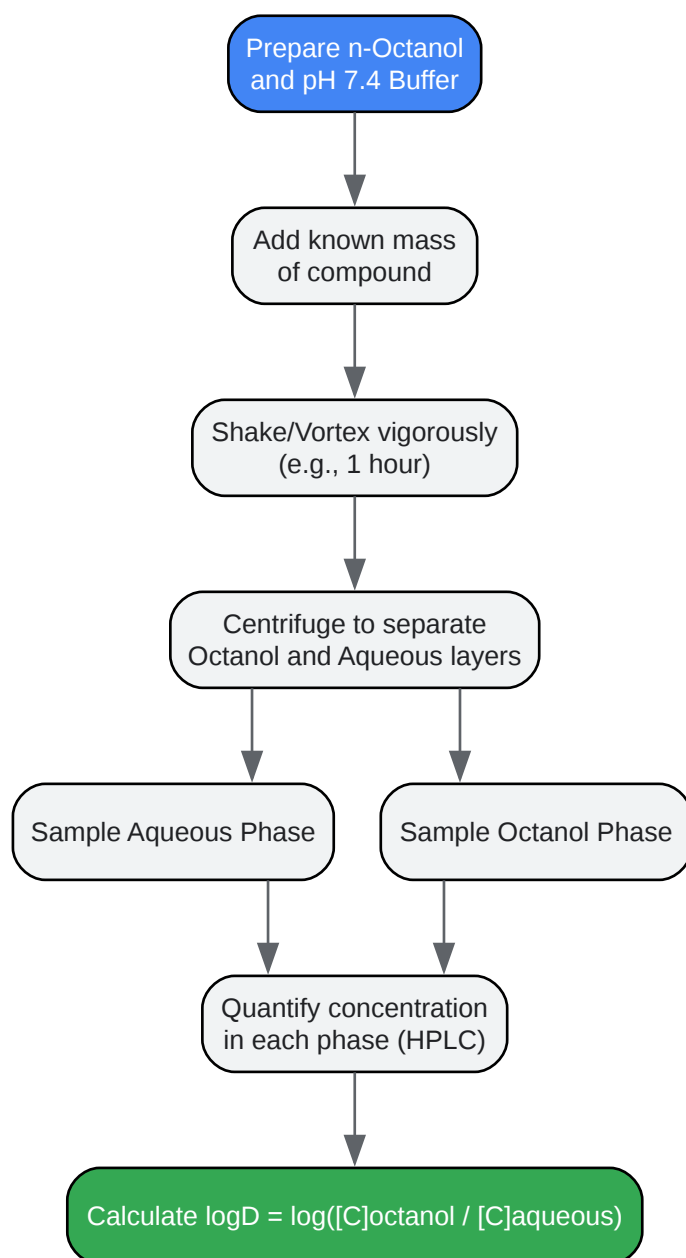 Prepare n-Octanol
and pH 7.4 Buffer
Add known mass
of compound
Shake/Vortex vigorously
(e.g., 1 hour)
Centrifuge to separate
Octanol and Aqueous layers
Sample Aqueous Phase
Sample Octanol Phase
Quantify concentration
in each phase (HPLC)
Calculate logD = log([C]octanol / [C]aqueous)